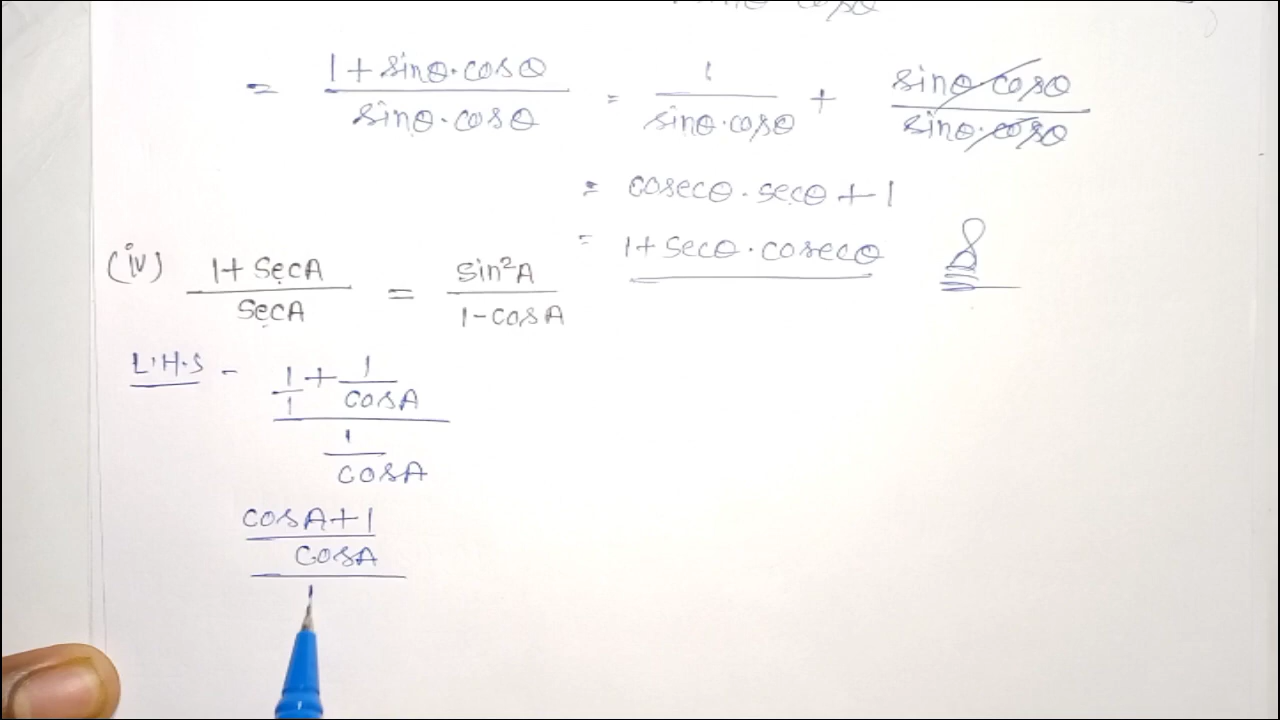 = 1+sinθ.cosθ / sinθ.cosθ = 1 / sinθ.cosθ + sinθ cosθ / sinθ.cosθ
= cosecθ . secθ + 1
= 1+secθ.cosecθ
(iv) 1+secA / secA = sin²A / 1-cosA
L.H.S - 1/1 + 1/cosA
1/cosA
cosA+1 / cosA
1